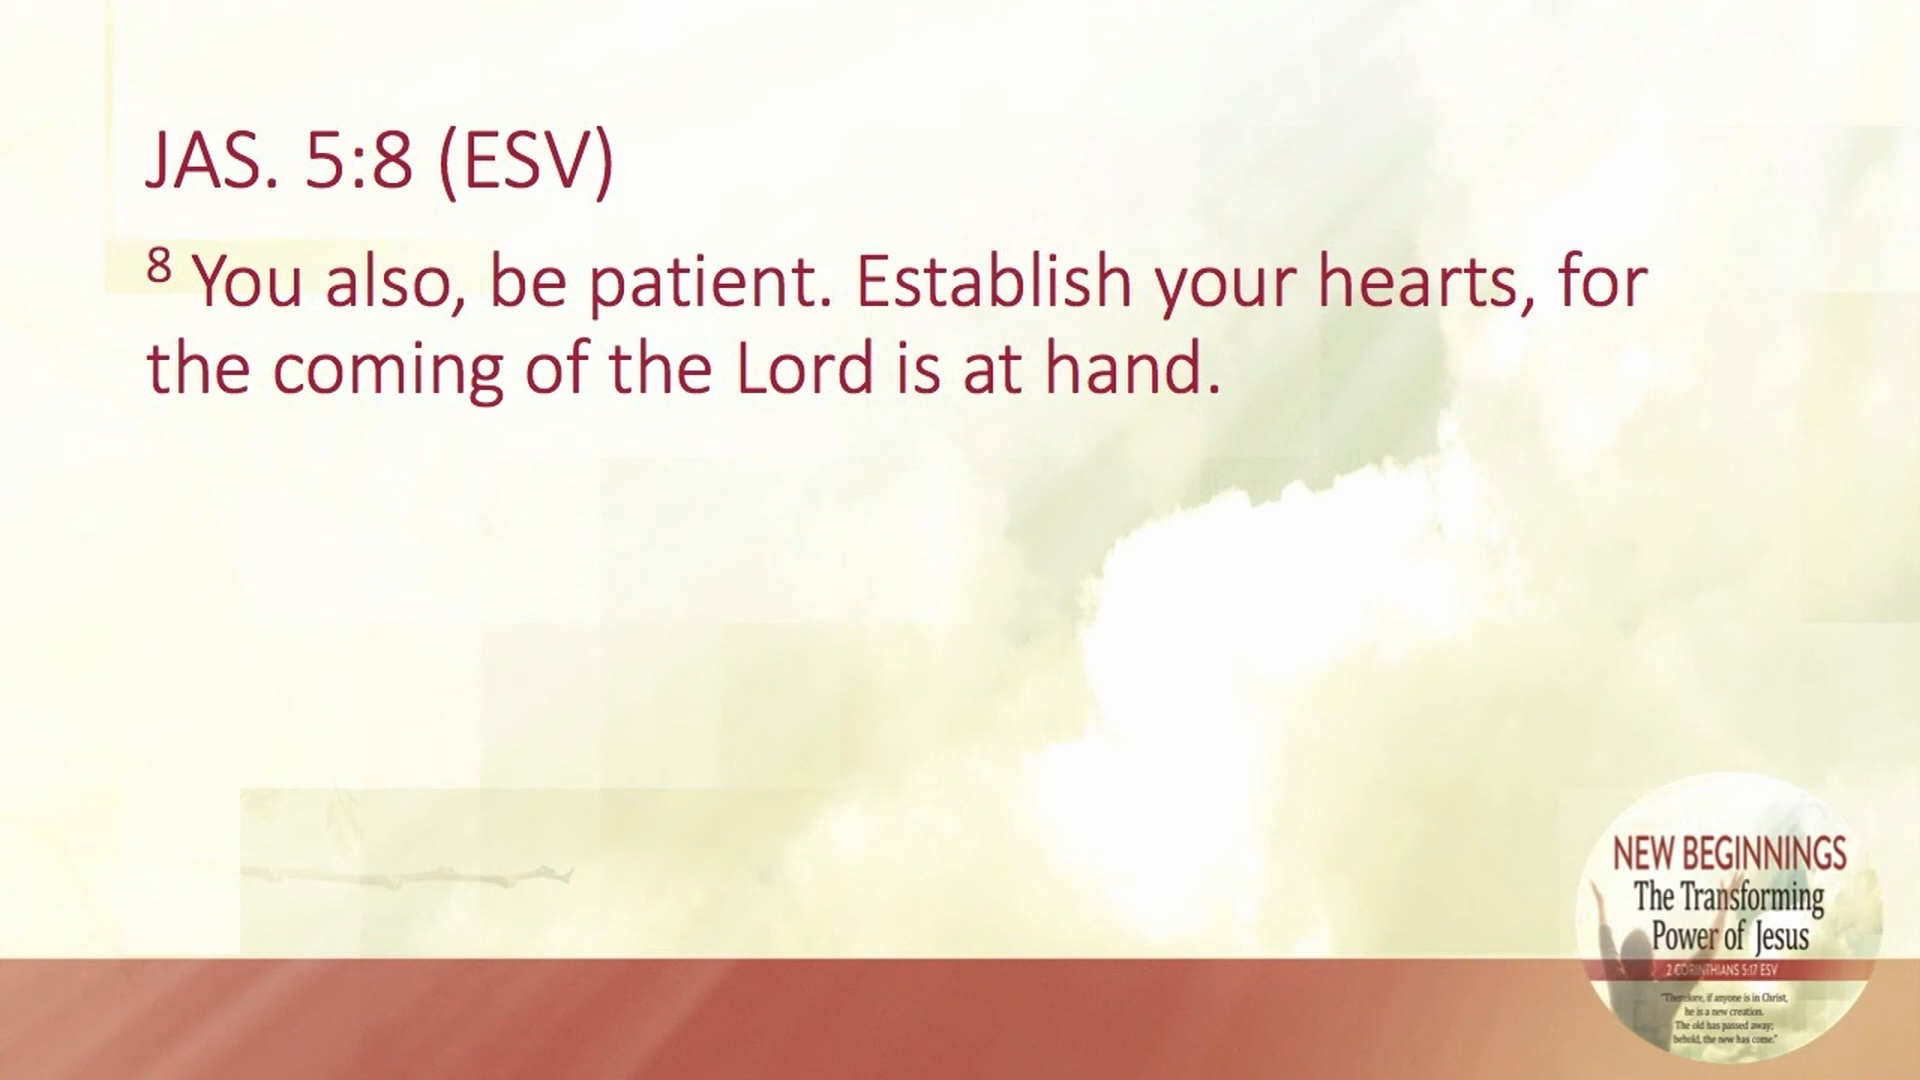 JAS. 5:8 (ESV)
8 You also, be patient. Establish your hearts, for
the coming of the Lord is at hand.
NEW BEGINNINGS
The Transforming
Power of Jesus
2 CORINTHIANS 5:17 ESV
"Therefore, if anyone is in Christ,
he is a new creation.
The old has passed away;
behold, the new has come."